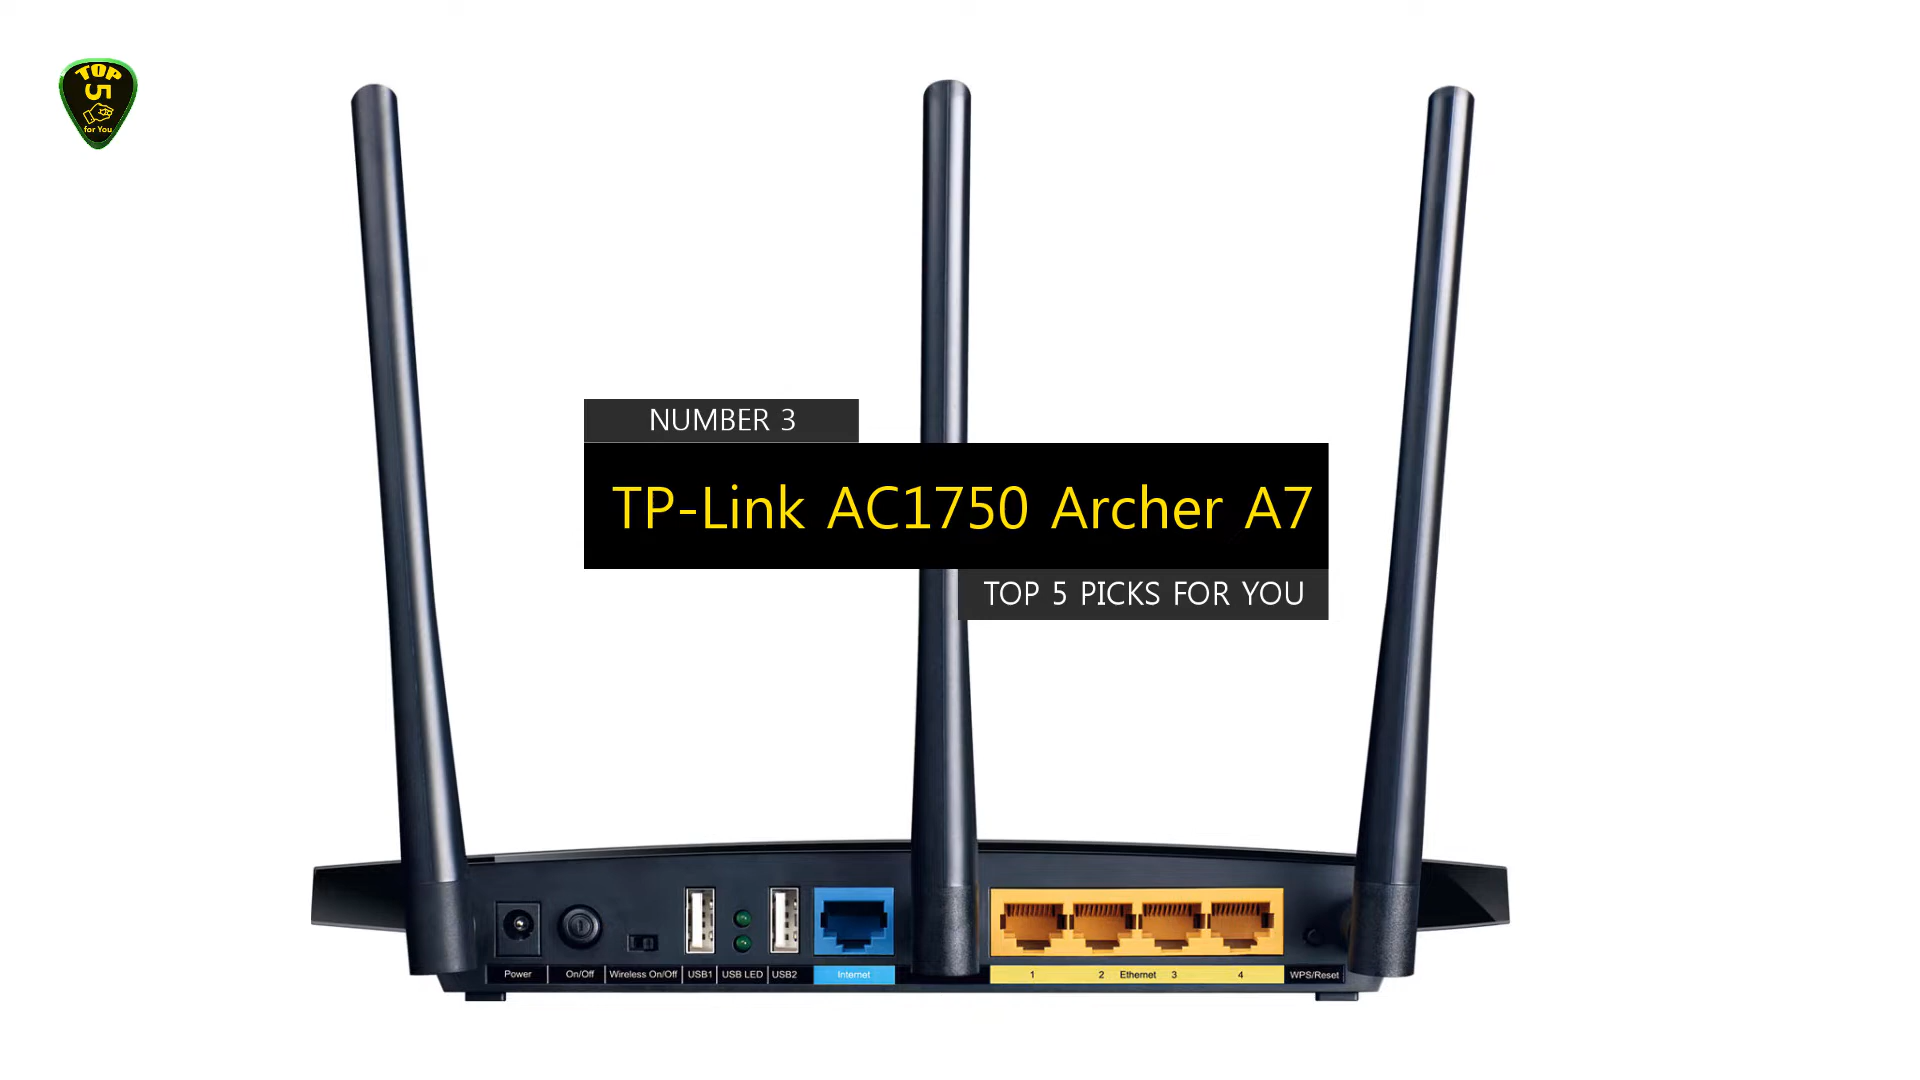 TOP
5
for You
NUMBER 3
TP-Link AC1750 Archer A7
TOP 5 PICKS FOR YOU
Power On/Off Wireless On/Off USB1 USB LED USB2 Internet 1 2 Ethernet 3 4 WPS/Reset